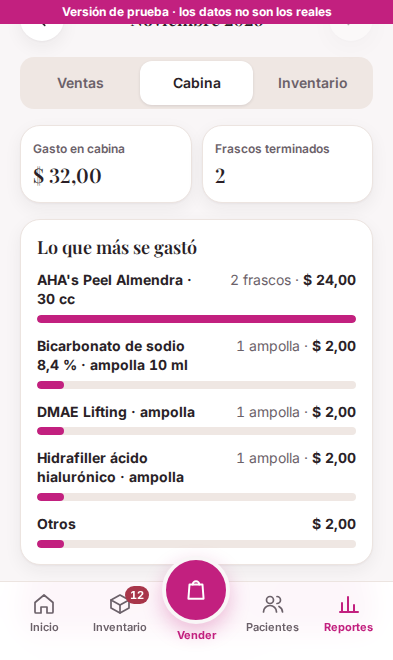 Versión de prueba · los datos no son los reales
Ventas
Cabina
Inventario
Gasto en cabina
$ 32,00
Frascos terminados
2
Lo que más se gastó
AHA's Peel Almendra · 30 cc
2 frascos · $ 24,00
Bicarbonato de sodio 8,4 % · ampolla 10 ml
1 ampolla · $ 2,00
DMAE Lifting · ampolla
1 ampolla · $ 2,00
Hidrafiller ácido hialurónico · ampolla
1 ampolla · $ 2,00
Otros
$ 2,00
Inicio
12
Inventario
Vender
Pacientes
Reportes